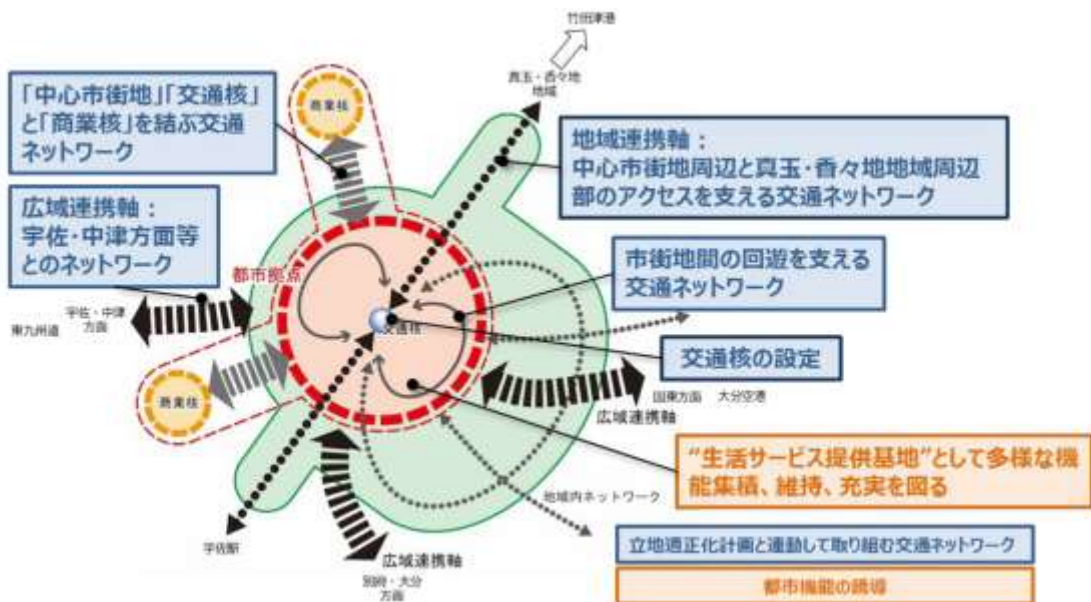 竹田津港
真玉・香々地
地域
「中心市街地」「交通核」
と「商業核」を結ぶ交通
ネットワーク
商業核
地域連携軸：
中心市街地周辺と真玉・香々地地域周辺
部のアクセスを支える交通ネットワーク
広域連携軸：
宇佐・中津方面等
とのネットワーク
都市拠点
市街地間の回遊を支える
交通ネットワーク
宇佐・中津
方面
東九州道
交通核
交通核の設定
商業核
国東方面
大分空港
広域連携軸
“生活サービス提供基地”として多様な機
能集積、維持、充実を図る
地域内ネットワーク
宇佐駅
広域連携軸
別府・大分
方面
立地適正化計画と連動して取り組む交通ネットワーク
都市機能の誘導